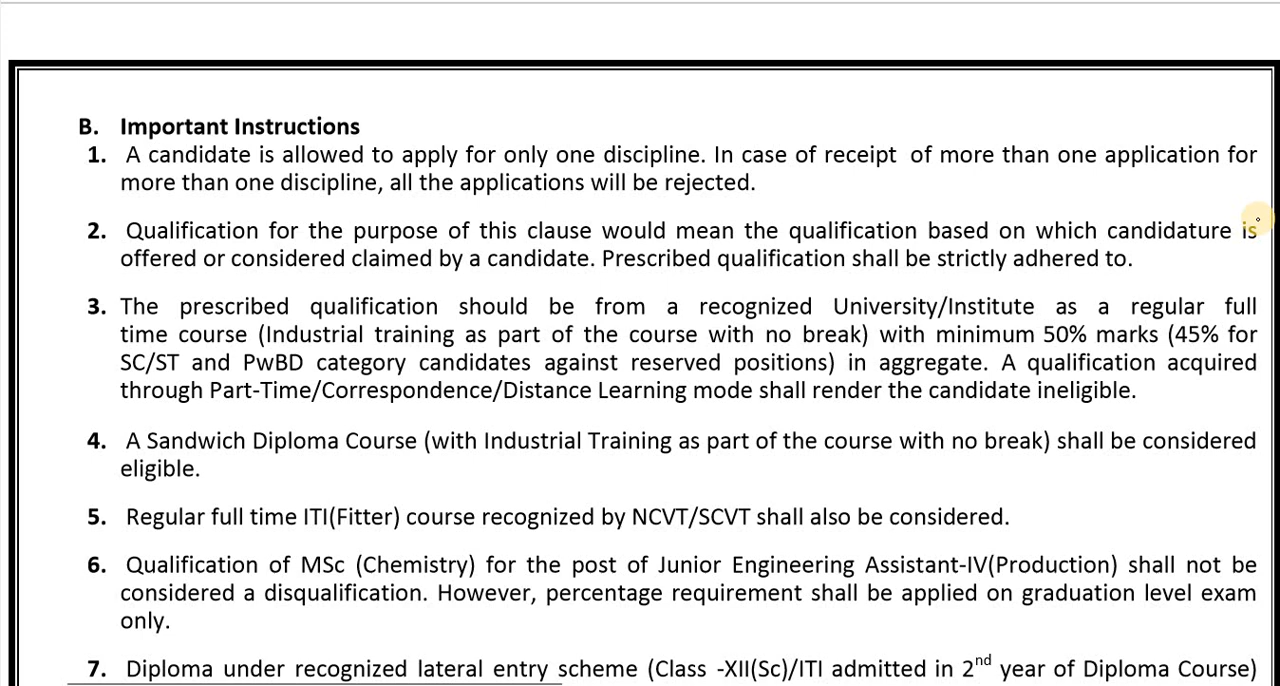 B. Important Instructions
1. A candidate is allowed to apply for only one discipline. In case of receipt of more than one application for
more than one discipline, all the applications will be rejected.
2. Qualification for the purpose of this clause would mean the qualification based on which candidature is
offered or considered claimed by a candidate. Prescribed qualification shall be strictly adhered to.
3. The prescribed qualification should be from a recognized University/Institute as a regular full
time course (Industrial training as part of the course with no break) with minimum 50% marks (45% for
SC/ST and PwBD category candidates against reserved positions) in aggregate. A qualification acquired
through Part-Time/Correspondence/Distance Learning mode shall render the candidate ineligible.
4. A Sandwich Diploma Course (with Industrial Training as part of the course with no break) shall be considered
eligible.
5. Regular full time ITI(Fitter) course recognized by NCVT/SCVT shall also be considered.
6. Qualification of MSc (Chemistry) for the post of Junior Engineering Assistant-IV(Production) shall not be
considered a disqualification. However, percentage requirement shall be applied on graduation level exam
only.
7. Diploma under recognized lateral entry scheme (Class -XII(Sc)/ITI admitted in 2nd year of Diploma Course)